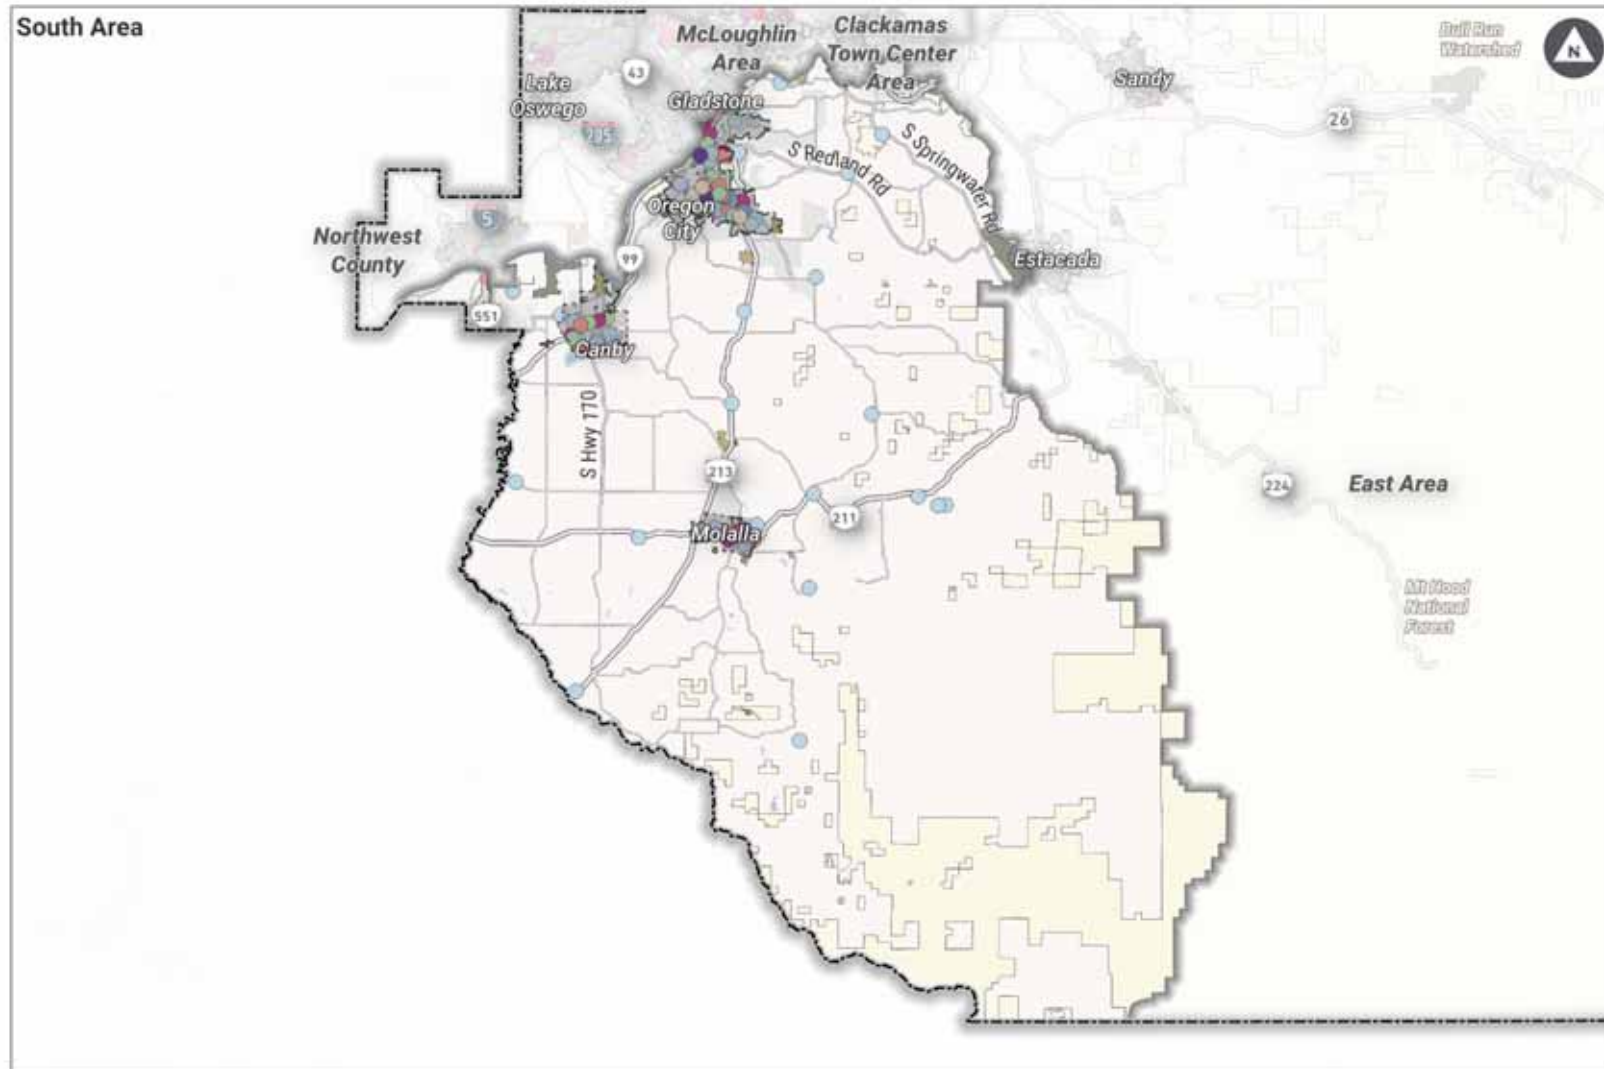 South Area
N
McLoughlin
Area
Clackamas
Town Center
Area
Bull Run
Watershed
43
Lake
Oswego
Gladstone
Sandy
205
26
S Redland Rd
S Springwater Rd
Oregon
City
5
Northwest
County
99
Estacada
551
Canby
S Hwy 170
213
224
East Area
211
Molalla
Mt Hood
National
Forest